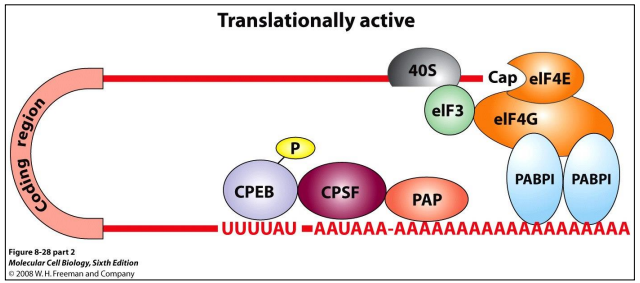 Translationally active
40S
Cap
eIF4E
eIF3
eIF4G
Coding region
P
CPEB
CPSF
PAP
PABPI
PABPI
UUUUAU
AAUAAA-AAAAAAAAAAAAAAAAAAAAA
Figure 8-28 part 2
Molecular Cell Biology, Sixth Edition
© 2008 W. H. Freeman and Company